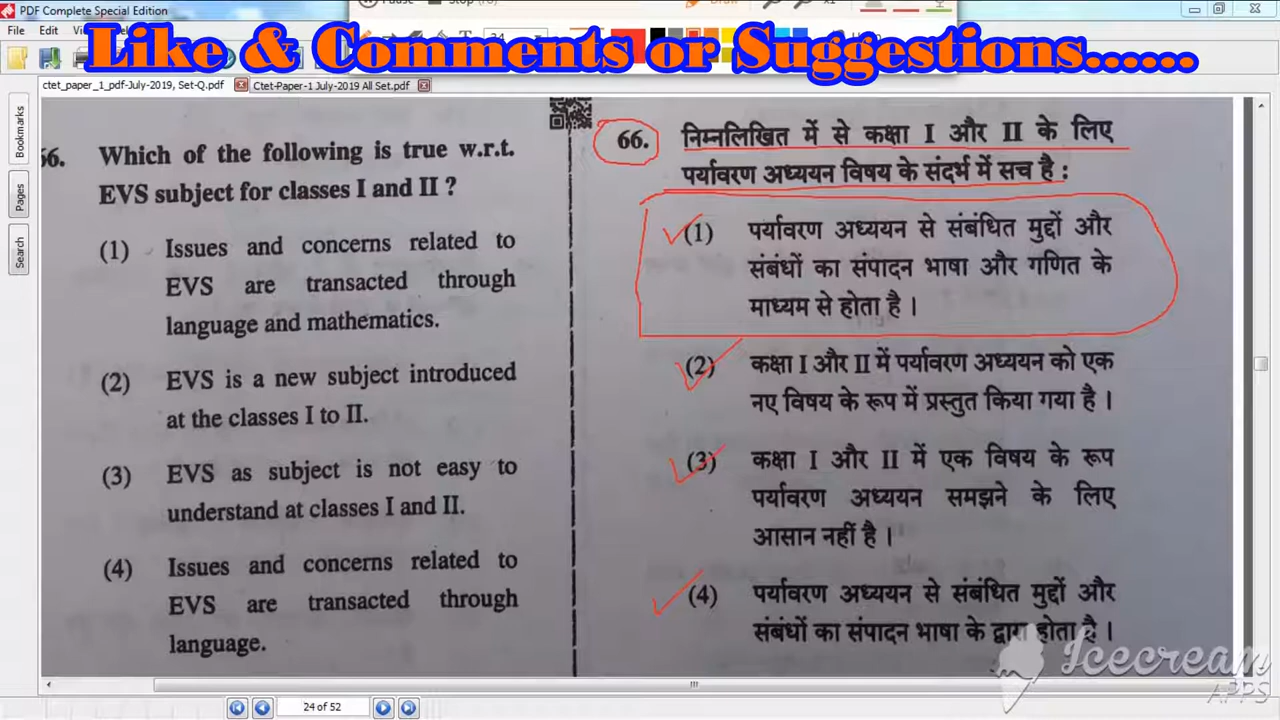 PDF Complete Special Edition
File Edit
Like & Comments or Suggestions......
ctet_paper_1_pdf-July-2019, Set-Q.pdf Ctet-Paper-1 July-2019 All Set.pdf
Bookmarks
Pages
Search
66. Which of the following is true w.r.t.
EVS subject for classes I and II ?
(1) Issues and concerns related to
EVS are transacted through
language and mathematics.
(2) EVS is a new subject introduced
at the classes I to II.
(3) EVS as subject is not easy to
understand at classes I and II.
(4) Issues and concerns related to
EVS are transacted through
language.
66. निम्नलिखित में से कक्षा I और II के लिए
पर्यावरण अध्ययन विषय के संदर्भ में सच है :
(1) पर्यावरण अध्ययन से संबंधित मुद्दों और
संबंधों का संपादन भाषा और गणित के
माध्यम से होता है ।
(2) कक्षा I और II में पर्यावरण अध्ययन को एक
नए विषय के रूप में प्रस्तुत किया गया है ।
(3) कक्षा I और II में एक विषय के रूप
पर्यावरण अध्ययन समझने के लिए
आसान नहीं है ।
(4) पर्यावरण अध्ययन से संबंधित मुद्दों और
संबंधों का संपादन भाषा के द्वारा होता है ।
Icecream
APPS
24 of 52